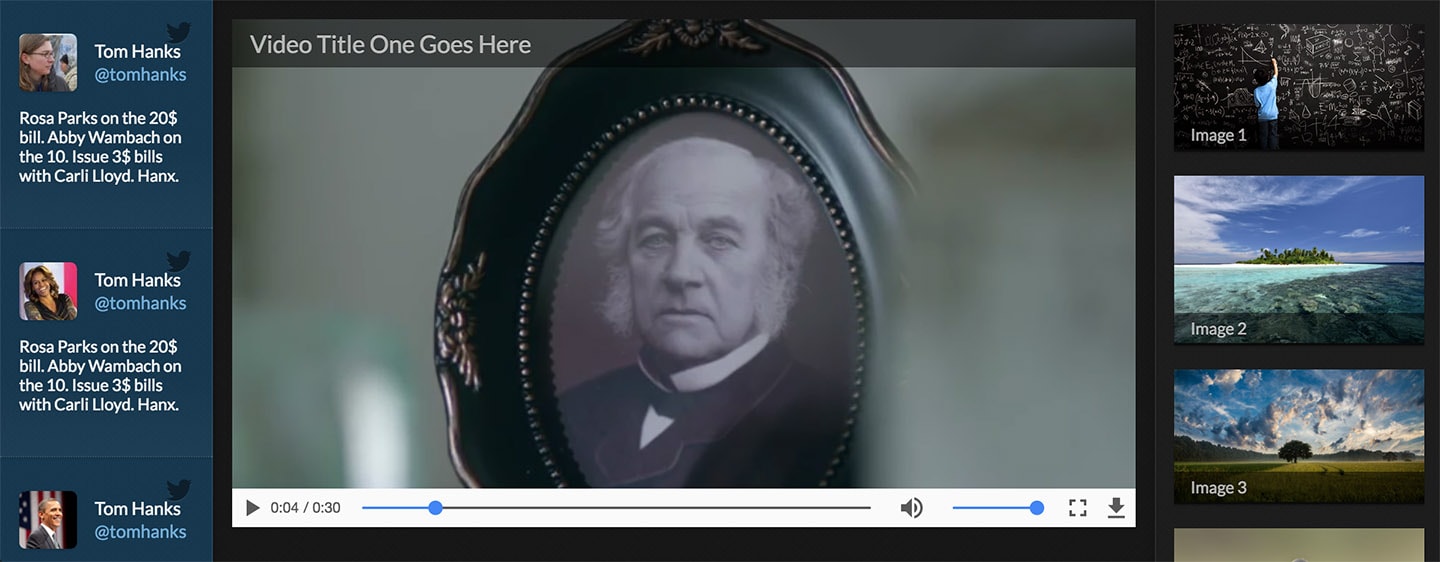 Tom Hanks
@tomhanks
Rosa Parks on the 20$
bill. Abby Wambach on
the 10. Issue 3$ bills
with Carli Lloyd. Hanx.
Tom Hanks
@tomhanks
Rosa Parks on the 20$
bill. Abby Wambach on
the 10. Issue 3$ bills
with Carli Lloyd. Hanx.
Tom Hanks
@tomhanks
Video Title One Goes Here
0:04 / 0:30
Image 1
Image 2
Image 3